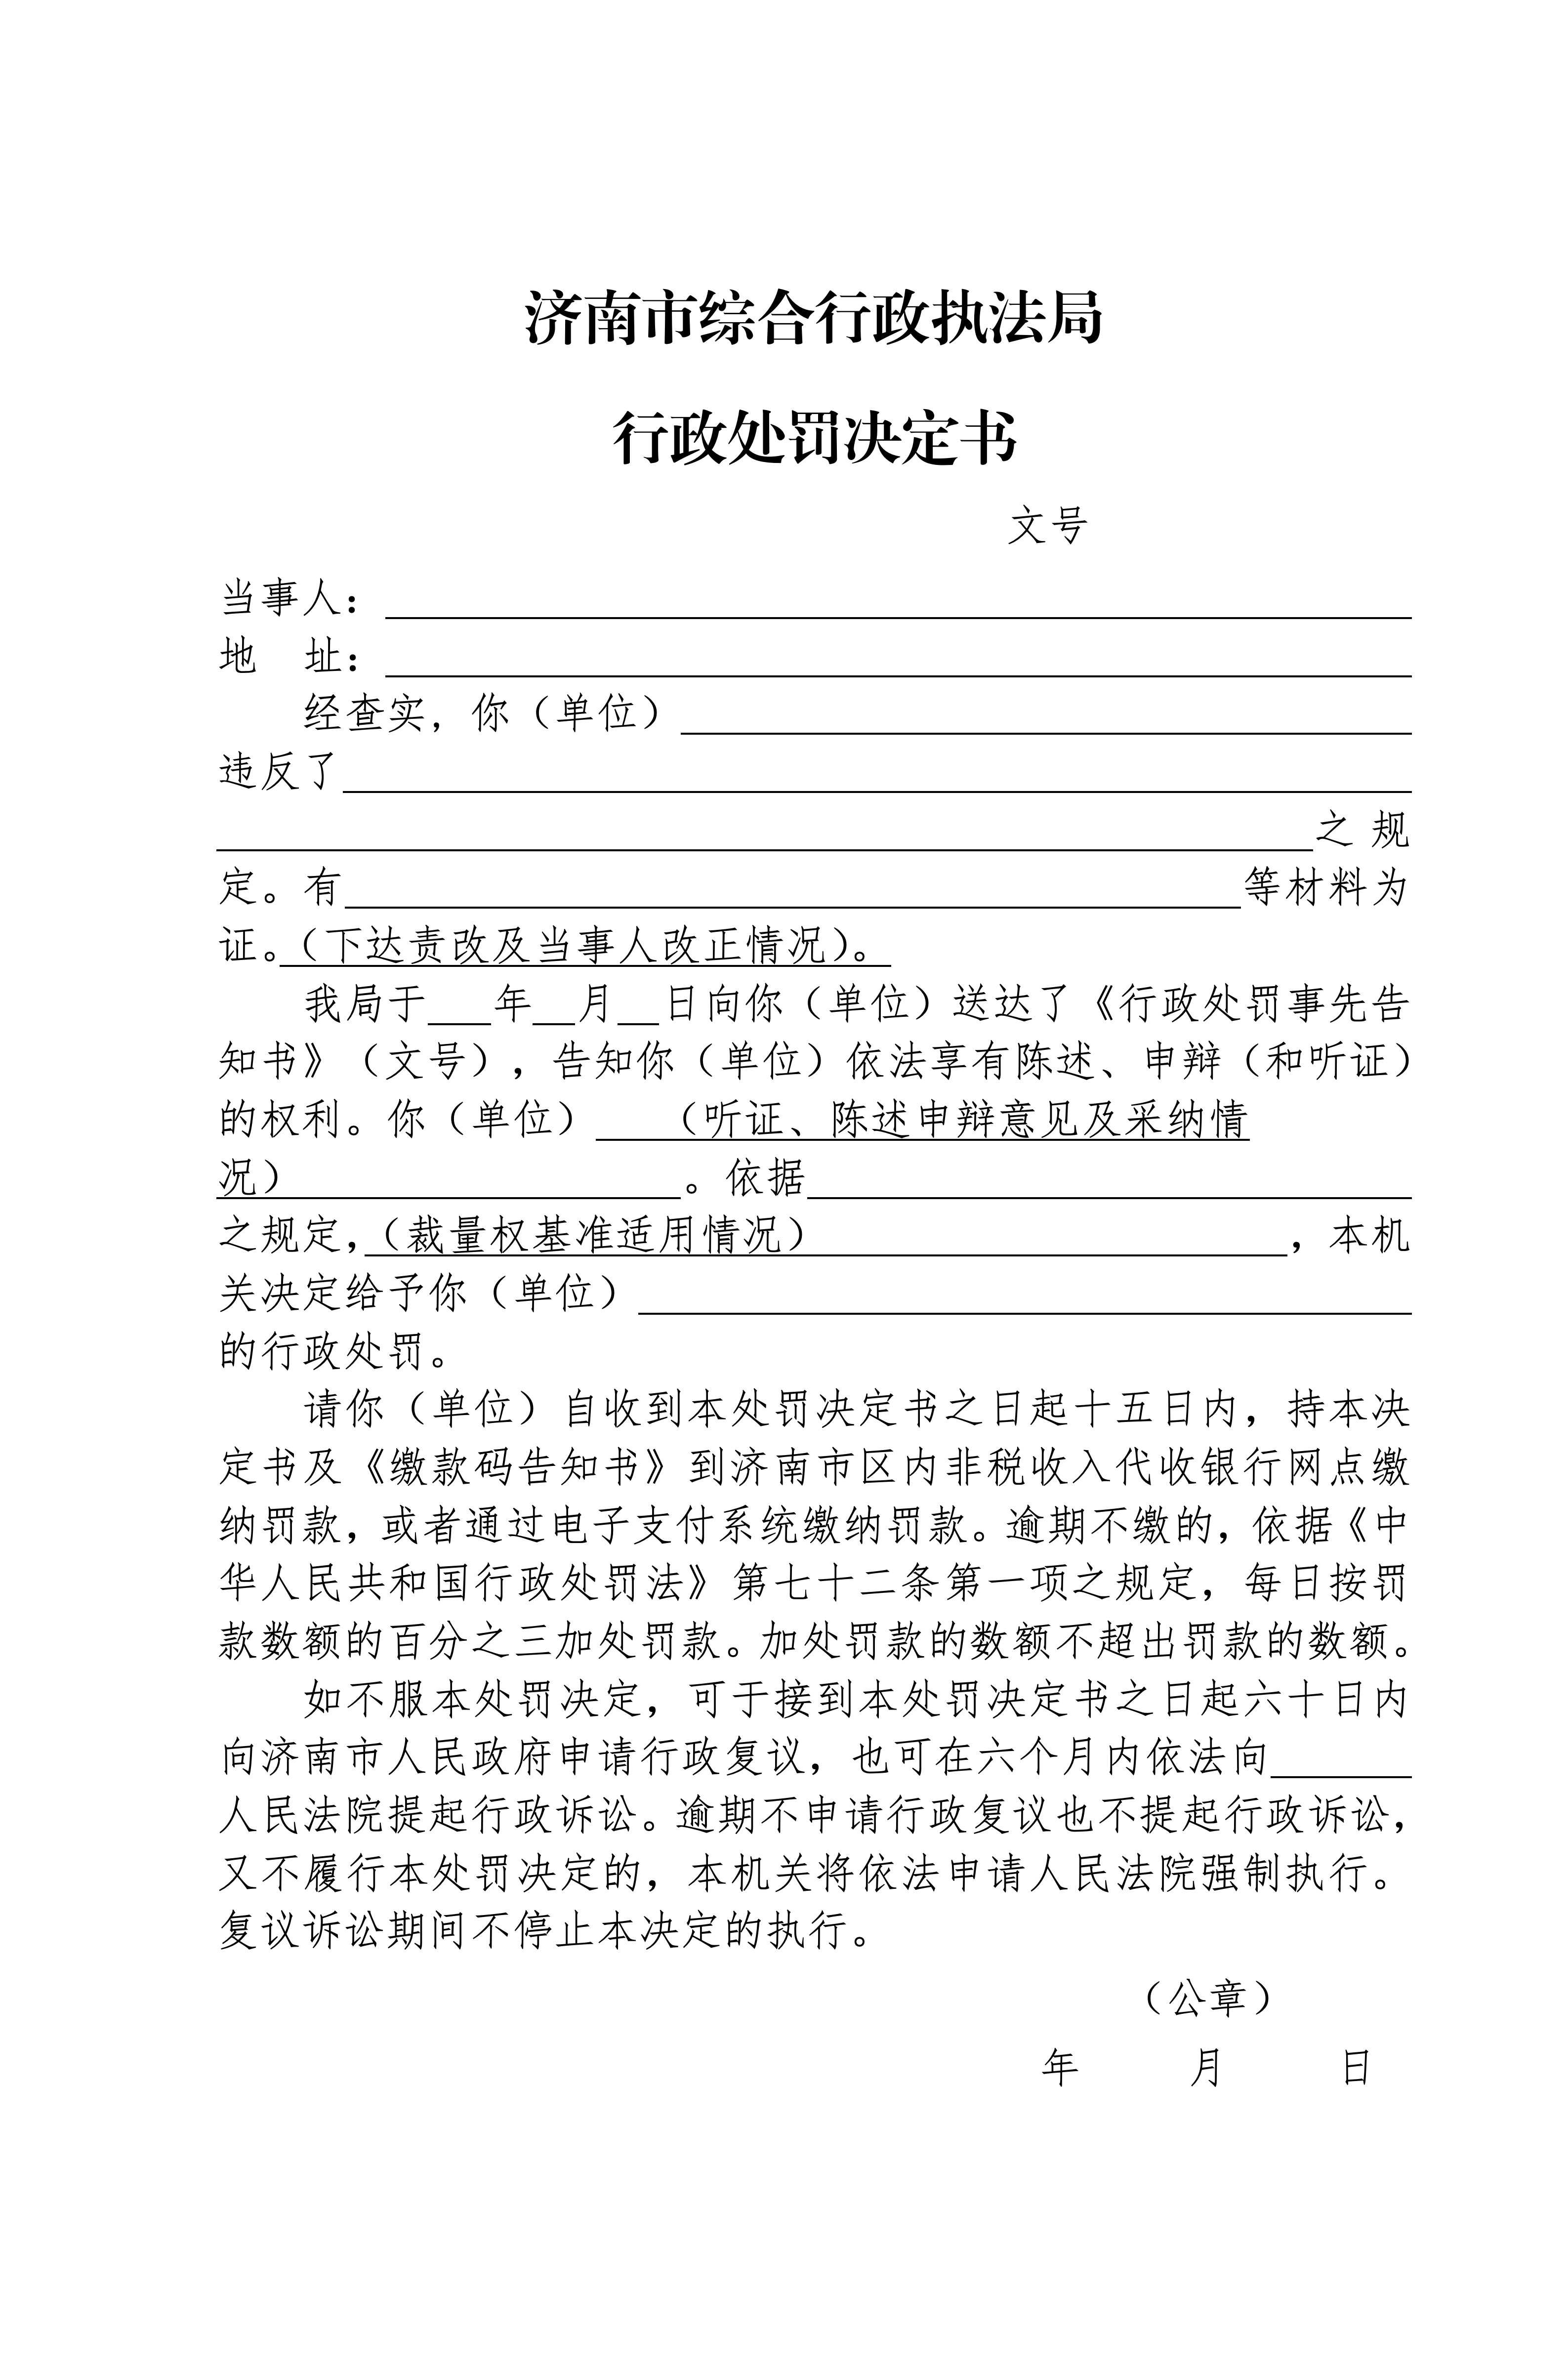 济南市综合行政执法局
行政处罚决定书
文号
当事人：
地　址：
经查实，你（单位）
违反了
之 规
定。有　　　　等材料为
证。（下达责改及当事人改正情况）。
我局于___年__月__日向你（单位）送达了《行政处罚事先告
知书》（文号），告知你（单位）依法享有陈述、申辩（和听证）
的权利。你（单位）　　（听证、陈述申辩意见及采纳情
况）　　　　。依据
之规定，（裁量权基准适用情况）　　　　，本机
关决定给予你（单位）
的行政处罚。
请你（单位）自收到本处罚决定书之日起十五日内，持本决
定书及《缴款码告知书》到济南市区内非税收入代收银行网点缴
纳罚款，或者通过电子支付系统缴纳罚款。逾期不缴的，依据《中
华人民共和国行政处罚法》第七十二条第一项之规定，每日按罚
款数额的百分之三加处罚款。加处罚款的数额不超出罚款的数额。
如不服本处罚决定，可于接到本处罚决定书之日起六十日内
向济南市人民政府申请行政复议，也可在六个月内依法向
人民法院提起行政诉讼。逾期不申请行政复议也不提起行政诉讼，
又不履行本处罚决定的，本机关将依法申请人民法院强制执行。
复议诉讼期间不停止本决定的执行。
（公章）
年　　月　　日